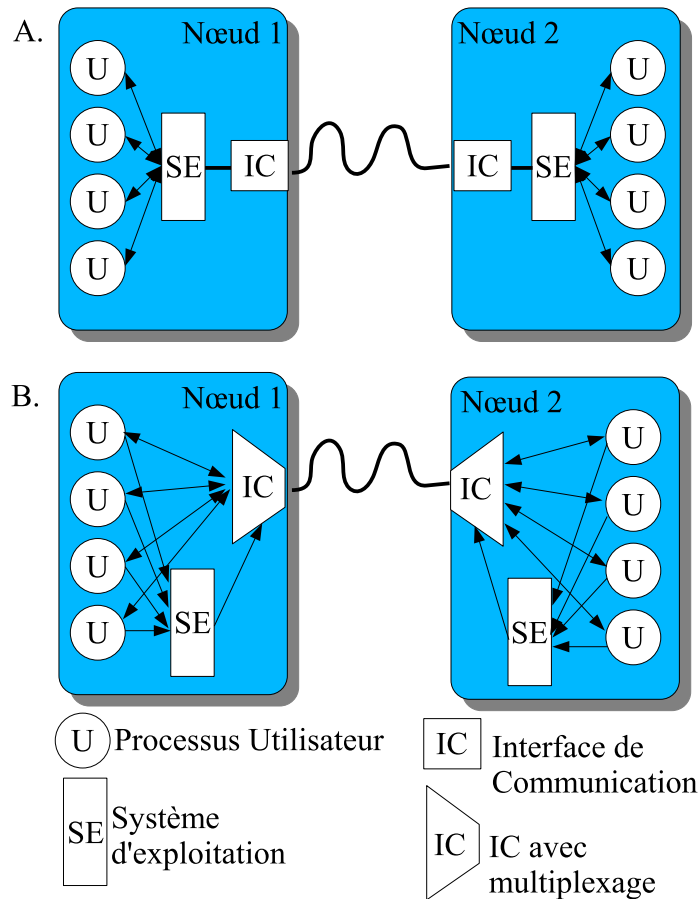 A.
Nœud 1
Nœud 2
U
U
U
U
SE
IC
IC
SE
U
U
U
U
B.
Nœud 1
Nœud 2
U
U
U
U
IC
SE
IC
SE
U
U
U
U
U Processus Utilisateur
SE Système
d'exploitation
IC Interface de
Communication
IC IC avec
multiplexage